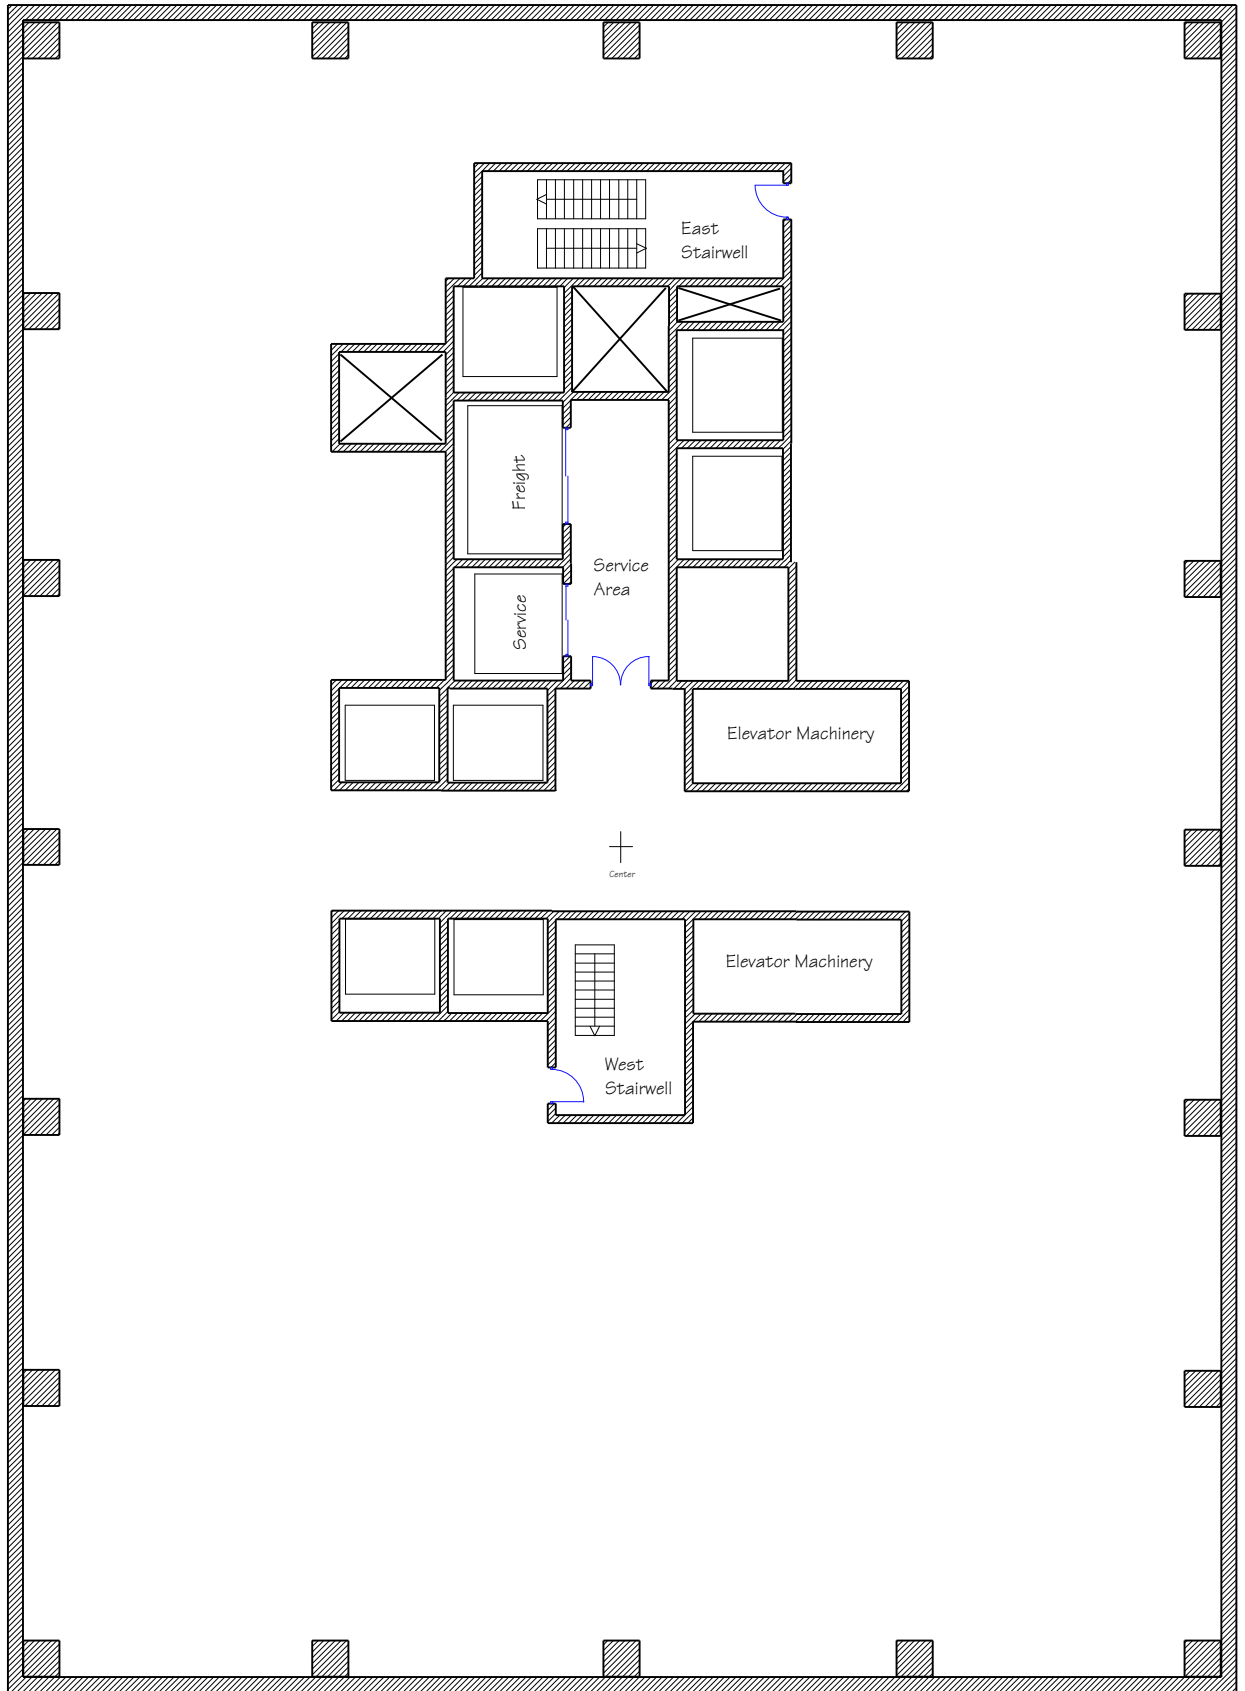 East
Stairwell
Freight
Service
Area
Service
Elevator Machinery
Center
Elevator Machinery
West
Stairwell